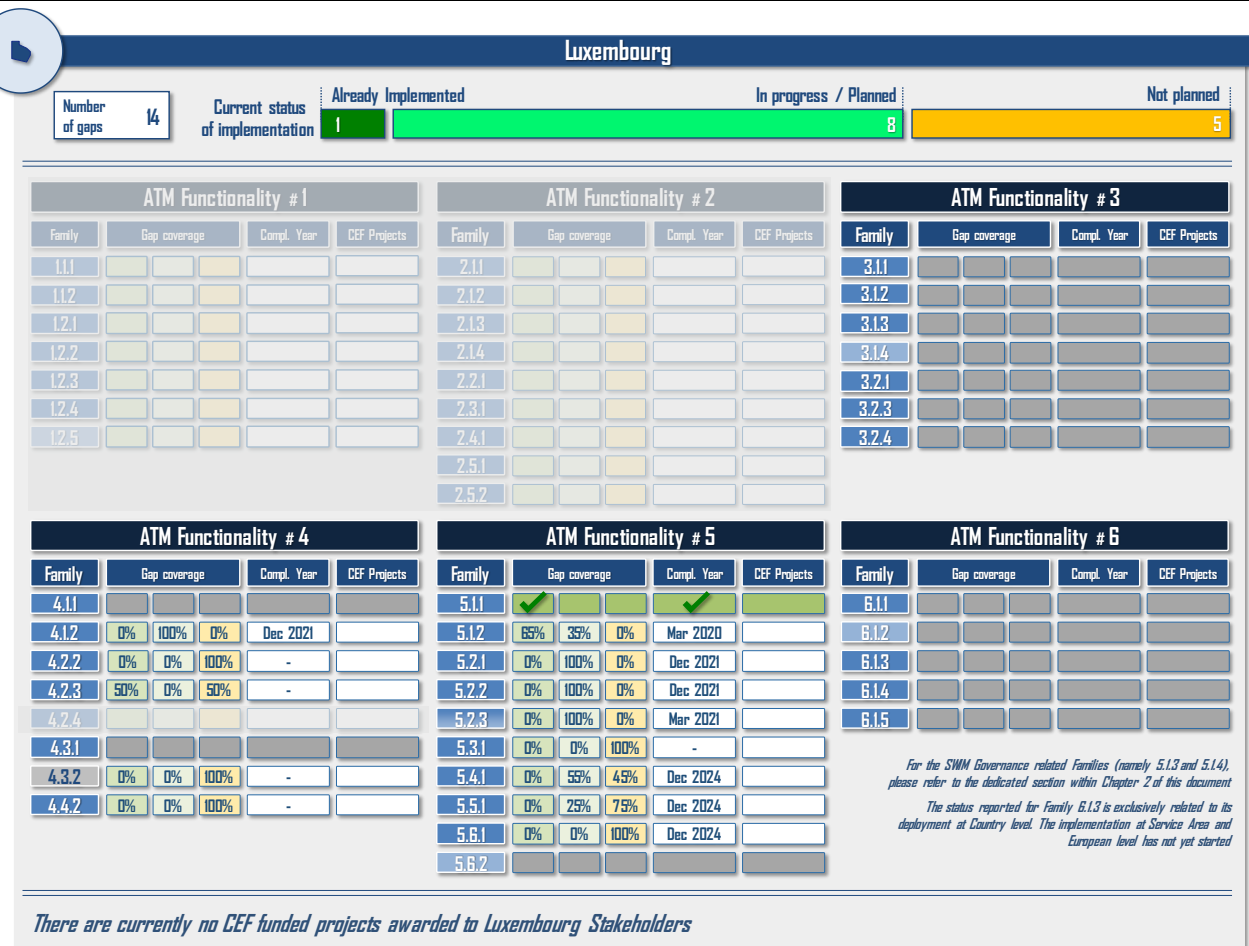 Luxembourg
Number of gaps 14
Current status of implementation
Already Implemented In progress / Planned Not planned
1 8 5
ATM Functionality # 1
Family Gap coverage Compl. Year CEF Projects
1.1.1
1.1.2
1.2.1
1.2.2
1.2.3
1.2.4
1.2.5
ATM Functionality # 2
Family Gap coverage Compl. Year CEF Projects
2.1.1
2.1.2
2.1.3
2.1.4
2.2.1
2.3.1
2.4.1
2.5.1
2.5.2
ATM Functionality # 3
Family Gap coverage Compl. Year CEF Projects
3.1.1
3.1.2
3.1.3
3.1.4
3.2.1
3.2.3
3.2.4
ATM Functionality # 4
Family Gap coverage Compl. Year CEF Projects
4.1.1
4.1.2 0% 100% 0% Dec 2021
4.2.2 0% 0% 100% -
4.2.3 50% 0% 50% -
4.2.4
4.3.1
4.3.2 0% 0% 100% -
4.4.2 0% 0% 100% -
ATM Functionality # 5
Family Gap coverage Compl. Year CEF Projects
5.1.1
5.1.2 65% 35% 0% Mar 2020
5.2.1 0% 100% 0% Dec 2021
5.2.2 0% 100% 0% Dec 2021
5.2.3 0% 100% 0% Mar 2021
5.3.1 0% 0% 100% -
5.4.1 0% 55% 45% Dec 2024
5.5.1 0% 25% 75% Dec 2024
5.6.1 0% 0% 100% Dec 2024
5.6.2
ATM Functionality # 6
Family Gap coverage Compl. Year CEF Projects
6.1.1
6.1.2
6.1.3
6.1.4
6.1.5
For the SWIM Governance related Families (namely 5.1.3 and 5.1.4),
please refer to the dedicated section within Chapter 2 of this document
The status reported for Family 6.1.3 is exclusively related to its
deployment at Country level. The implementation at Service Area and
European level has not yet started
There are currently no CEF funded projects awarded to Luxembourg Stakeholders